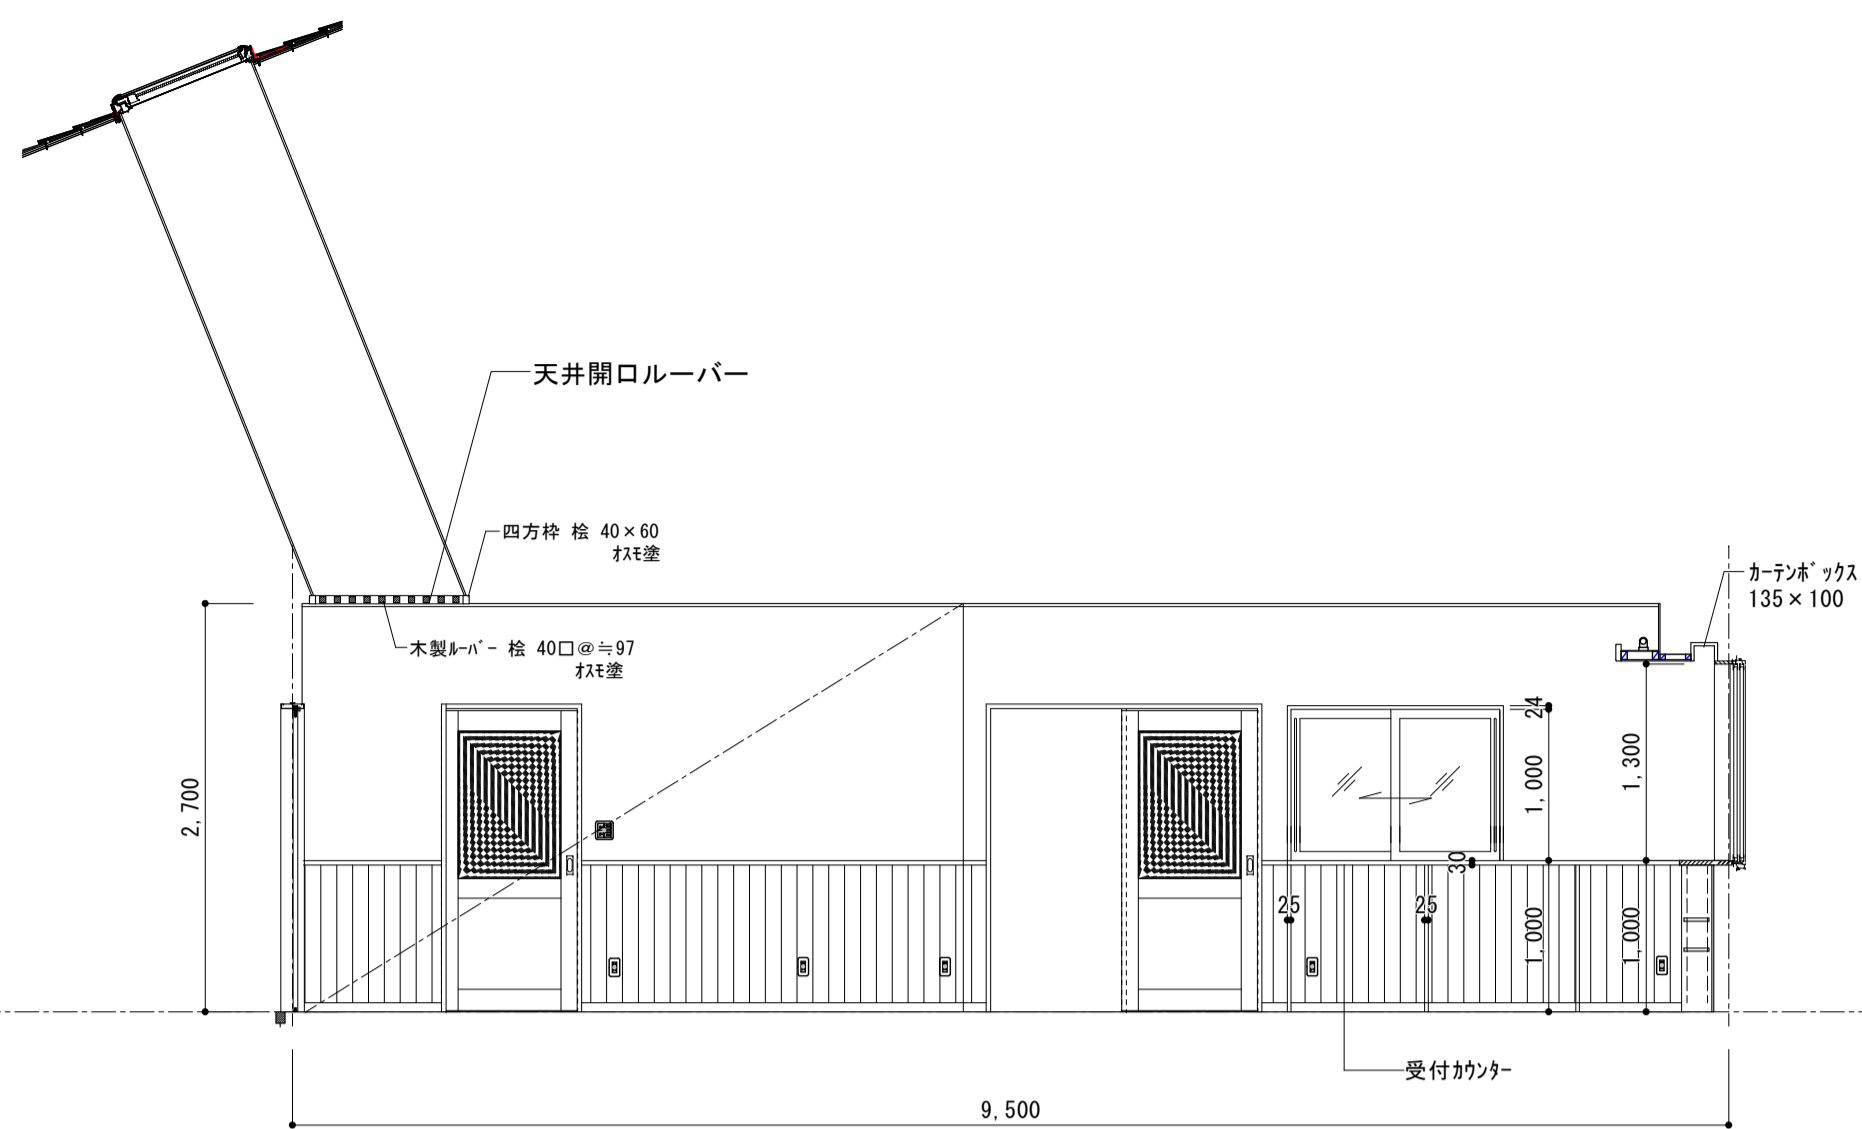 天井開口ルーバー
四方枠 桧 40×60
ｵｽﾓ塗
カーテンボックス
135×100
木製ﾙｰﾊﾞｰ 桧 40□@≒97
ｵｽﾓ塗
2,700
24
1,000
1,300
30
25
25
1,000
1,000
受付ｶｳﾝﾀｰ
9,500